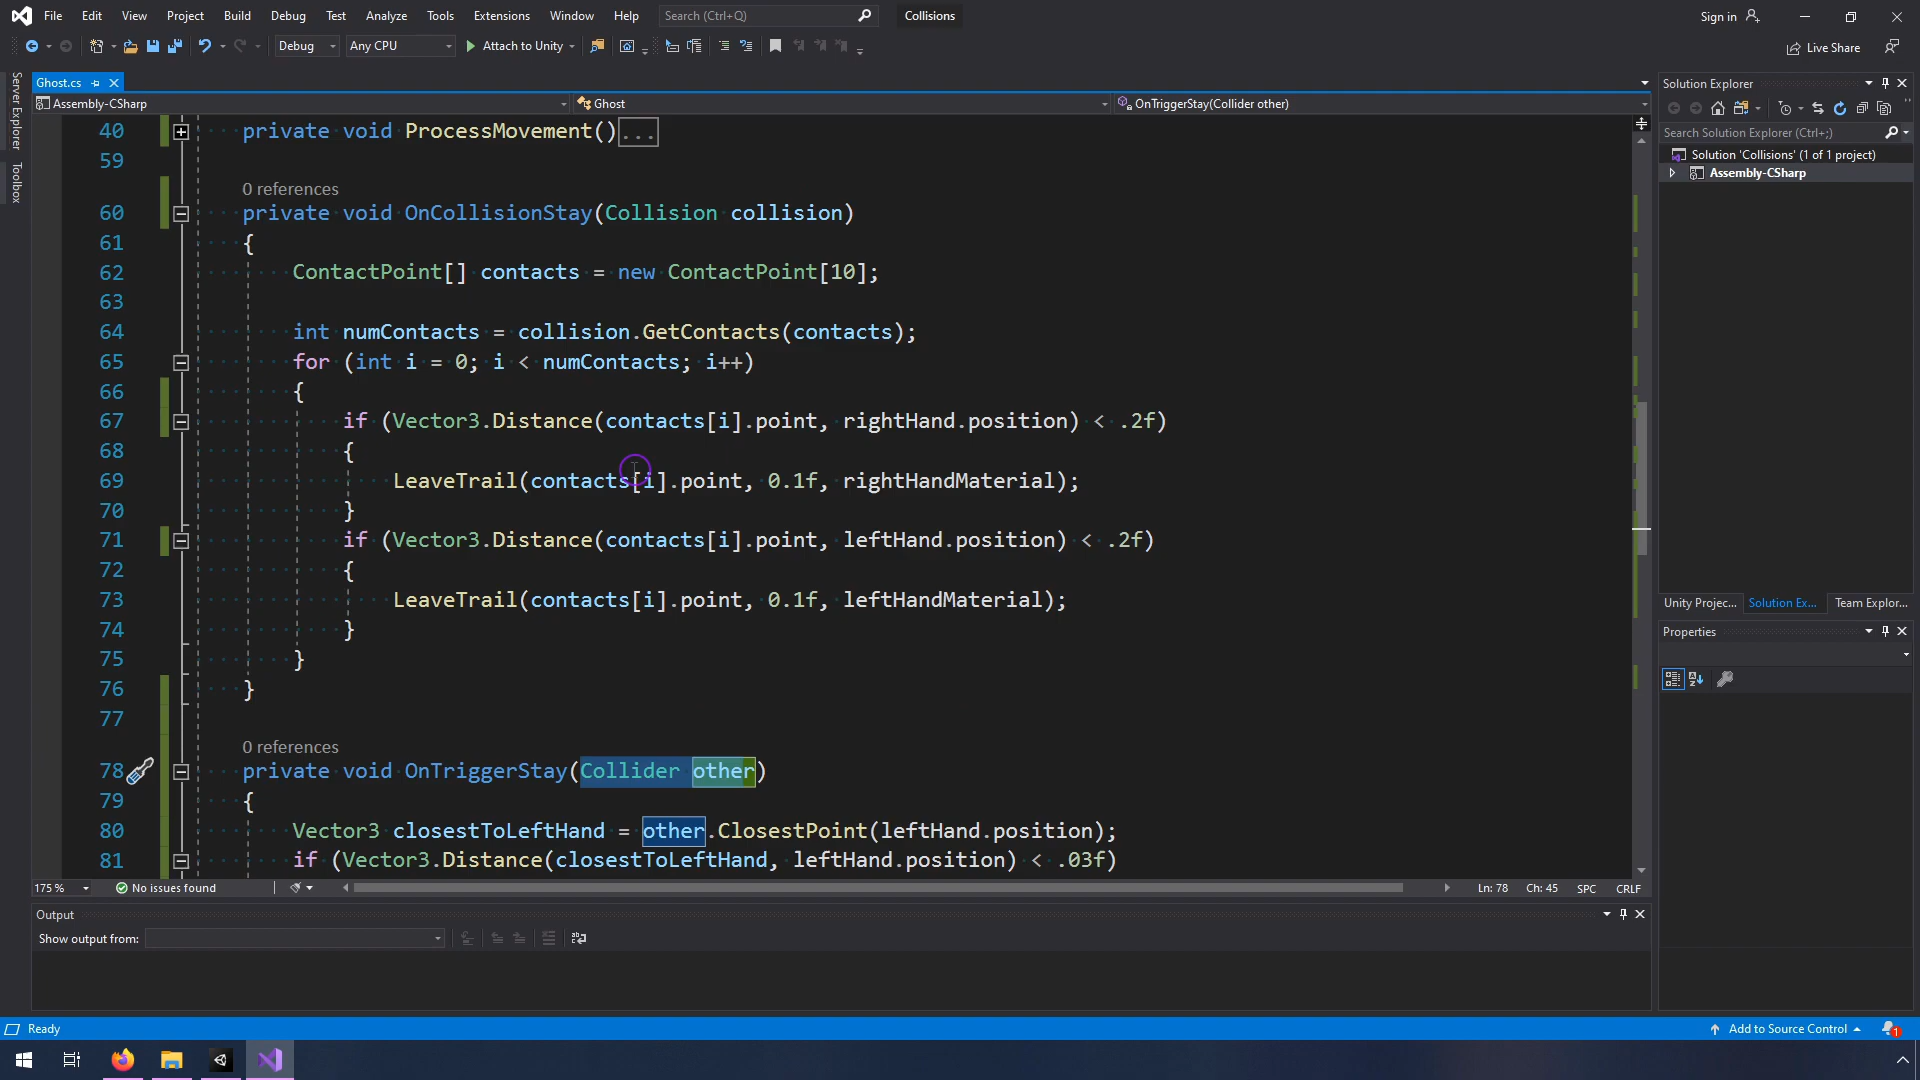 File Edit View Project Build Debug Test Analyze Tools Extensions Window Help Search (Ctrl+Q) Collisions Sign in
Debug Any CPU Attach to Unity Live Share
Server Explorer
Toolbox
Ghost.cs
Assembly-CSharp Ghost OnTriggerStay(Collider other)
40 private void ProcessMovement()...
59
0 references
60 private void OnCollisionStay(Collision collision)
61 {
62 ContactPoint[] contacts = new ContactPoint[10];
63
64 int numContacts = collision.GetContacts(contacts);
65 for (int i = 0; i < numContacts; i++)
66 {
67 if (Vector3.Distance(contacts[i].point, rightHand.position) < .2f)
68 {
69 LeaveTrail(contacts[i].point, 0.1f, rightHandMaterial);
70 }
71 if (Vector3.Distance(contacts[i].point, leftHand.position) < .2f)
72 {
73 LeaveTrail(contacts[i].point, 0.1f, leftHandMaterial);
74 }
75 }
76 }
77
0 references
78 private void OnTriggerStay(Collider other)
79 {
80 Vector3 closestToLeftHand = other.ClosestPoint(leftHand.position);
81 if (Vector3.Distance(closestToLeftHand, leftHand.position) < .03f)
175 % No issues found Ln: 78 Ch: 45 SPC CRLF
Output
Show output from:
Solution Explorer
Search Solution Explorer (Ctrl+;)
Solution 'Collisions' (1 of 1 project)
Assembly-CSharp
Unity Projec... Solution Ex... Team Explor...
Properties
Ready Add to Source Control 1